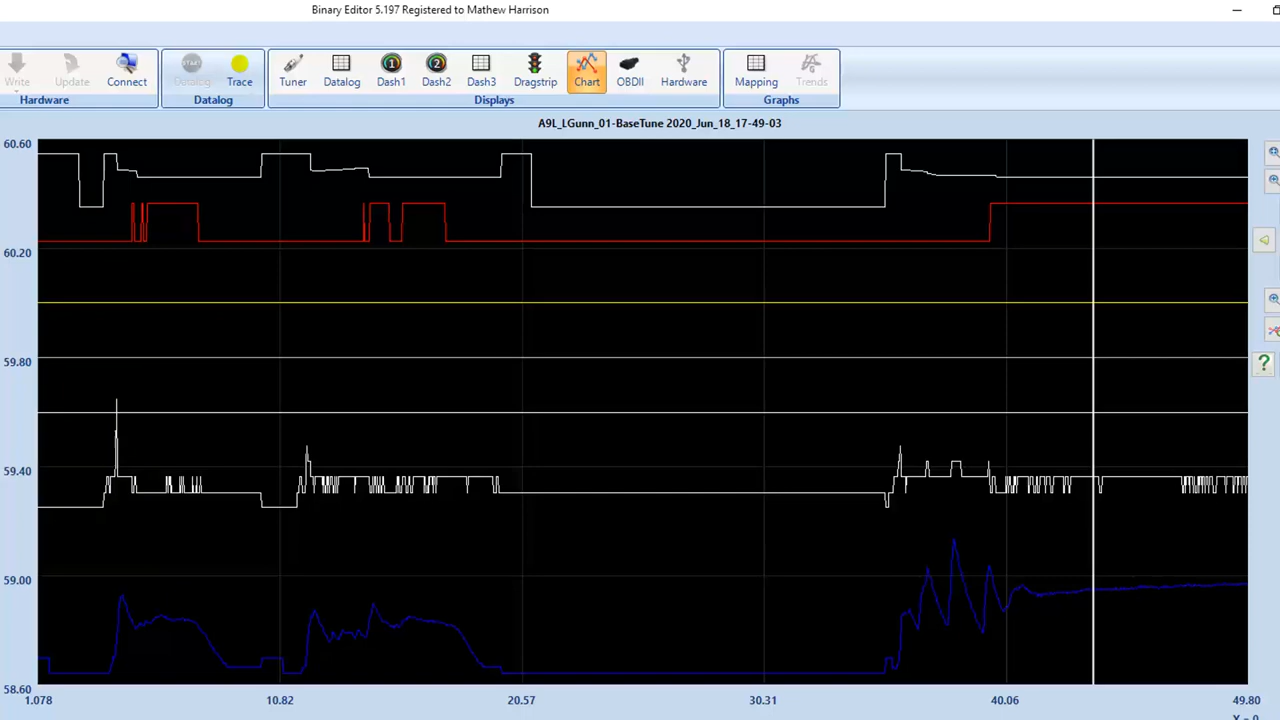 Binary Editor 5.197 Registered to Mathew Harrison
Write Update Connect Datalog Trace Tuner Datalog Dash1 Dash2 Dash3 Dragstrip Chart OBDII Hardware Mapping Trends
Hardware Datalog Displays Graphs
A9L_LGunn_01-BaseTune 2020_Jun_18_17-49-03
60.60
60.20
59.80
59.40
59.00
58.60
1.078 10.82 20.57 30.31 40.06 49.80